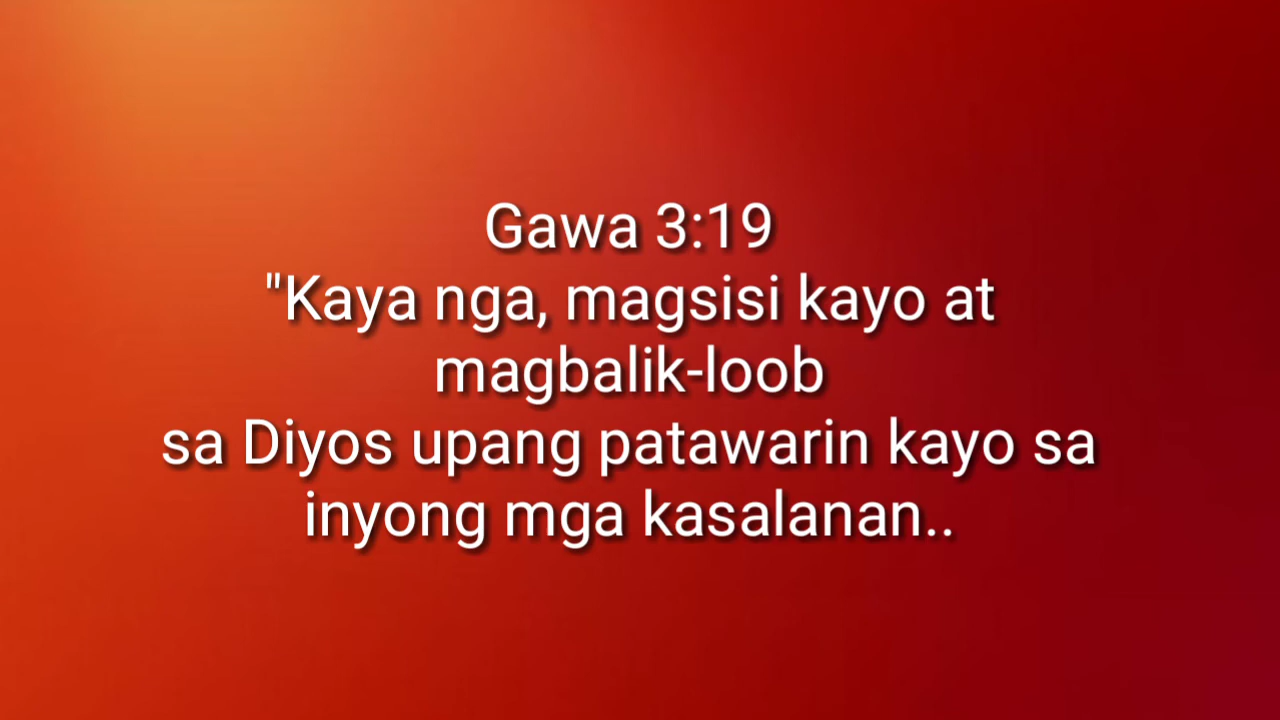 Gawa 3:19
"Kaya nga, magsisi kayo at
magbalik-loob
sa Diyos upang patawarin kayo sa
inyong mga kasalanan..